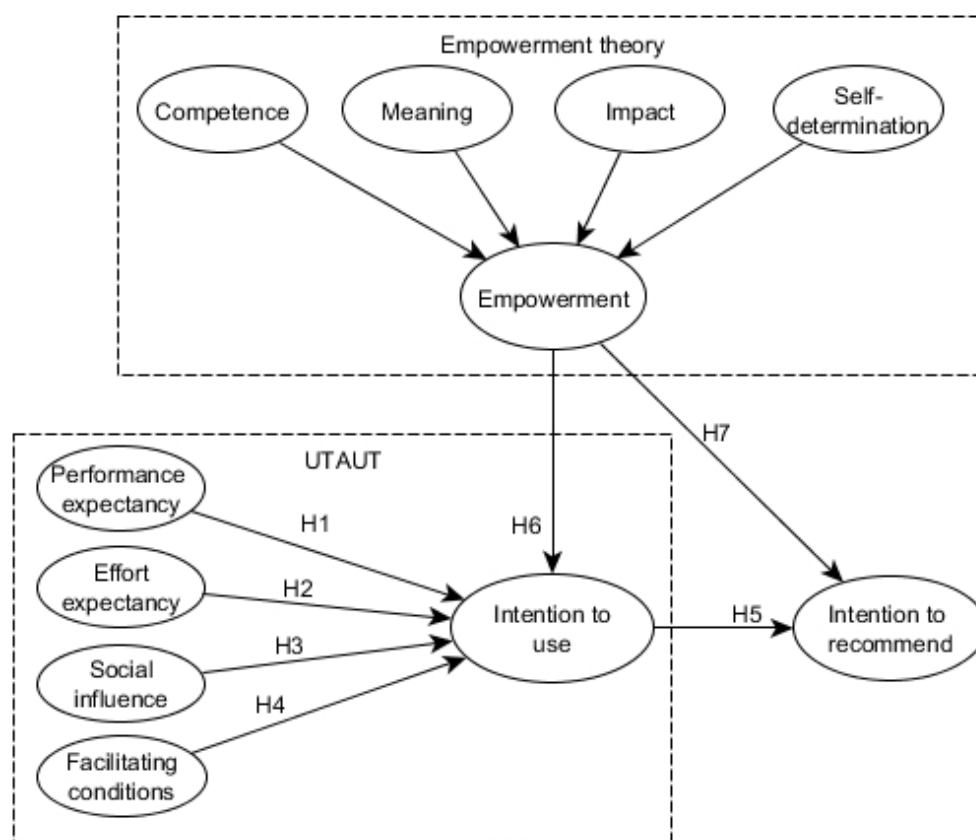 Empowerment theory
Competence
Meaning
Impact
Self-
determination
Empowerment
H7
UTAUT
Performance
expectancy
H1
H6
Effort
expectancy
H2
Intention to
use
H5
Intention to
recommend
H3
Social
influence
H4
Facilitating
conditions